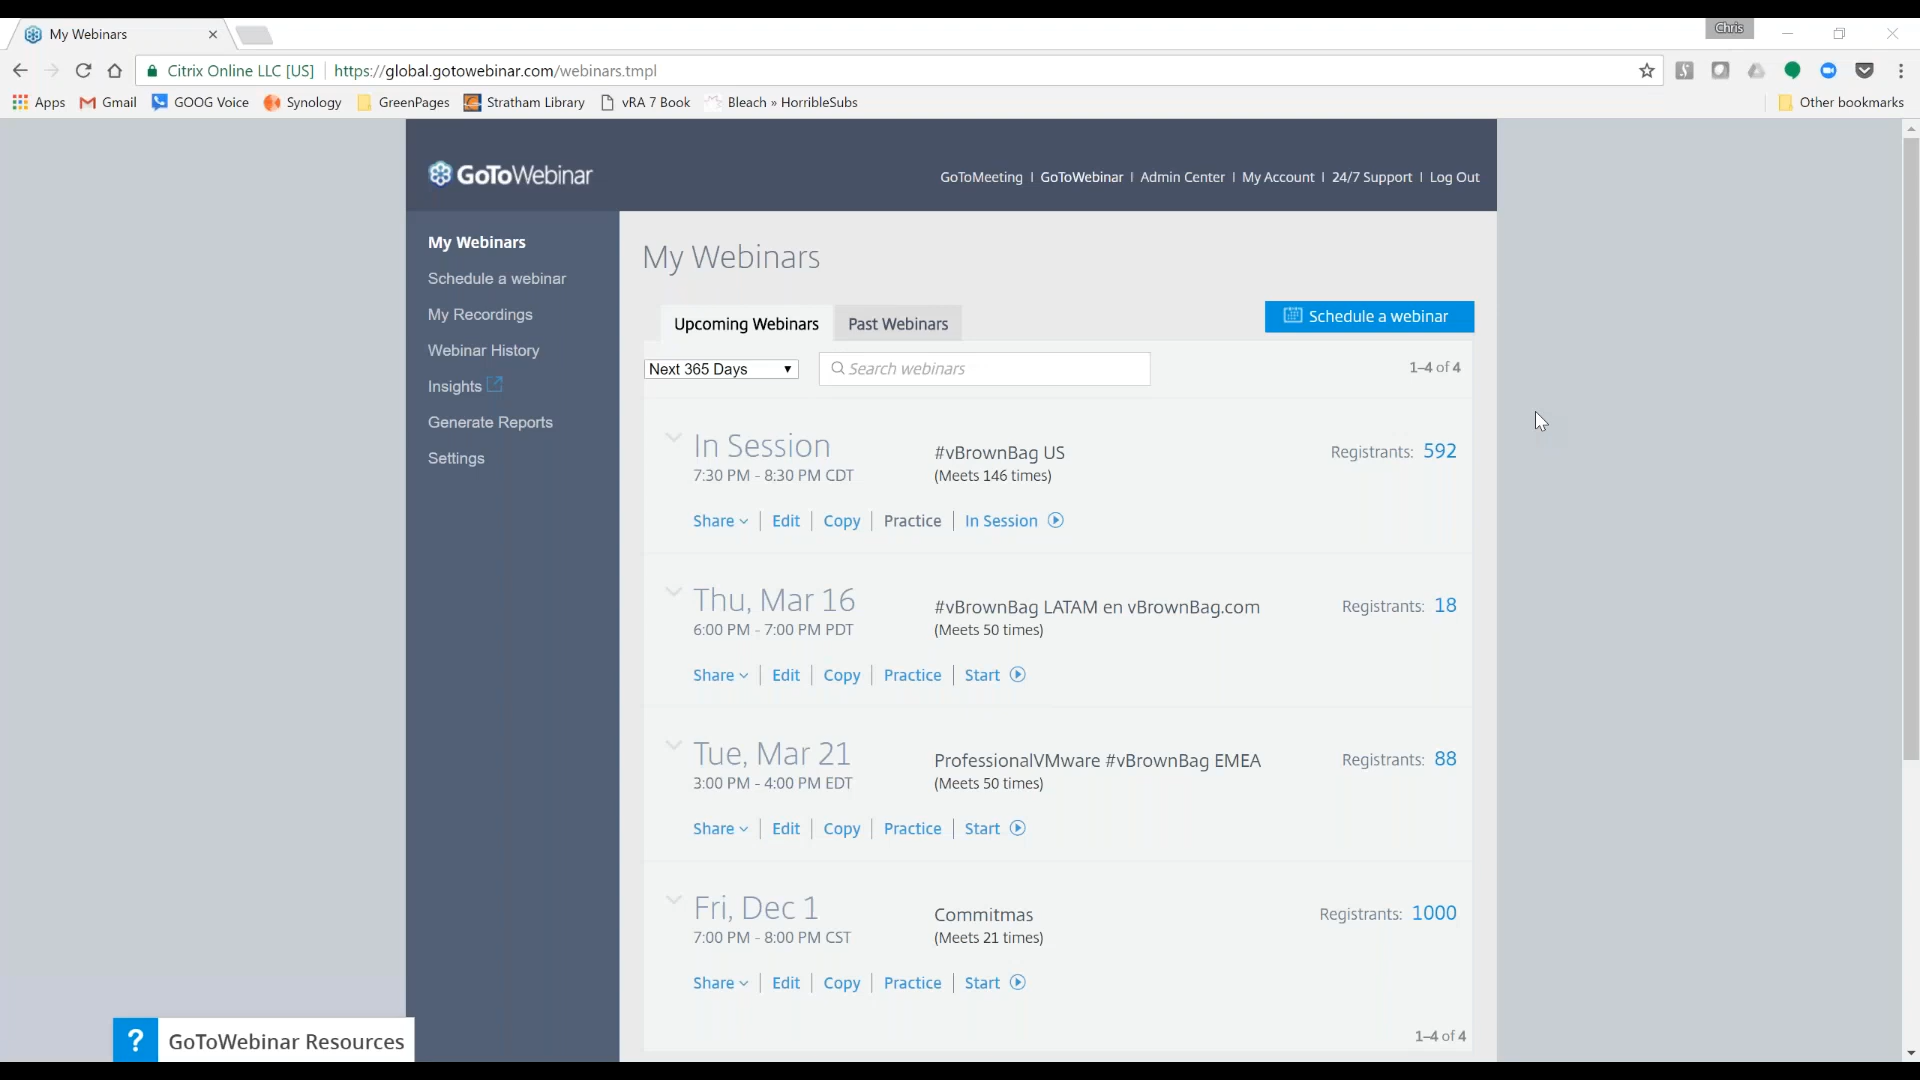 My Webinars
Chris
Citrix Online LLC [US] https://global.gotowebinar.com/webinars.tmpl
Apps Gmail GOOG Voice Synology GreenPages Stratham Library vRA 7 Book Bleach » HorribleSubs Other bookmarks
GoToWebinar
GoToMeeting | GoToWebinar | Admin Center | My Account | 24/7 Support | Log Out
My Webinars
Schedule a webinar
My Recordings
Webinar History
Insights
Generate Reports
Settings
My Webinars
Upcoming Webinars Past Webinars
Schedule a webinar
Next 365 Days Search webinars 1–4 of 4
In Session #vBrownBag US Registrants: 592
7:30 PM - 8:30 PM CDT (Meets 146 times)
Share | Edit | Copy | Practice | In Session
Thu, Mar 16 #vBrownBag LATAM en vBrownBag.com Registrants: 18
6:00 PM - 7:00 PM PDT (Meets 50 times)
Share | Edit | Copy | Practice | Start
Tue, Mar 21 ProfessionalVMware #vBrownBag EMEA Registrants: 88
3:00 PM - 4:00 PM EDT (Meets 50 times)
Share | Edit | Copy | Practice | Start
Fri, Dec 1 Commitmas Registrants: 1000
7:00 PM - 8:00 PM CST (Meets 21 times)
Share | Edit | Copy | Practice | Start
1–4 of 4
? GoToWebinar Resources